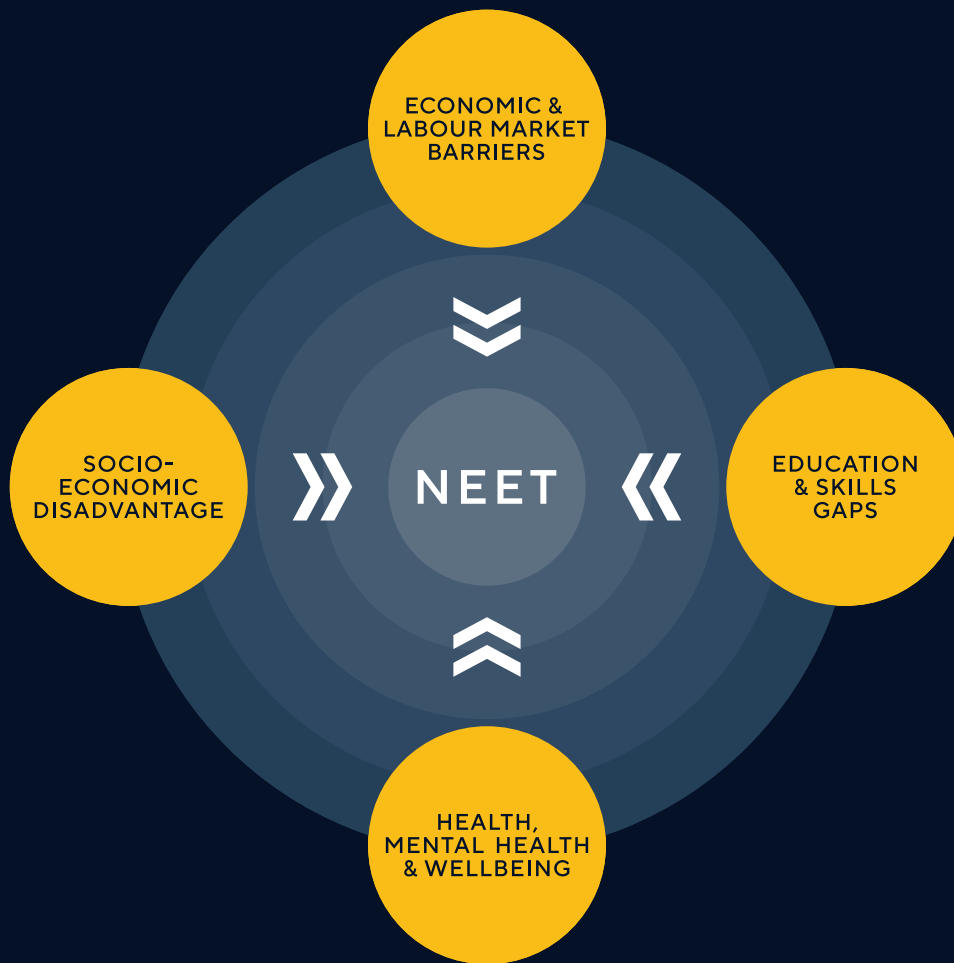 ECONOMIC &
LABOUR MARKET
BARRIERS
SOCIO-
ECONOMIC
DISADVANTAGE
NEET
EDUCATION
& SKILLS
GAPS
HEALTH,
MENTAL HEALTH
& WELLBEING